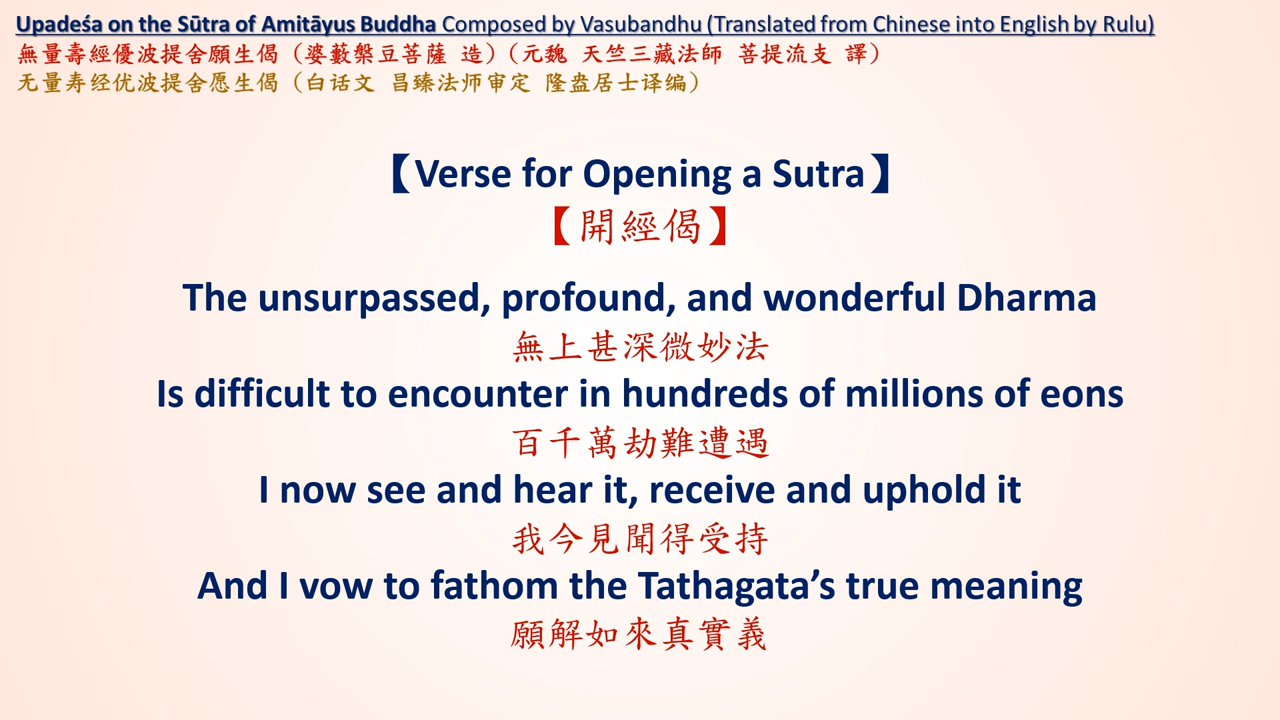 Upadeśa on the Sūtra of Amitāyus Buddha Composed by Vasubandhu (Translated from Chinese into English by Rulu)
無量壽經優波提舍願生偈（婆藪槃豆菩薩 造）（元魏 天竺三藏法師 菩提流支 譯）
无量寿经优波提舍愿生偈（白话文 昌臻法师审定 隆盎居士译编）
【Verse for Opening a Sutra】
【開經偈】
The unsurpassed, profound, and wonderful Dharma
無上甚深微妙法
Is difficult to encounter in hundreds of millions of eons
百千萬劫難遭遇
I now see and hear it, receive and uphold it
我今見聞得受持
And I vow to fathom the Tathagata’s true meaning
願解如來真實義